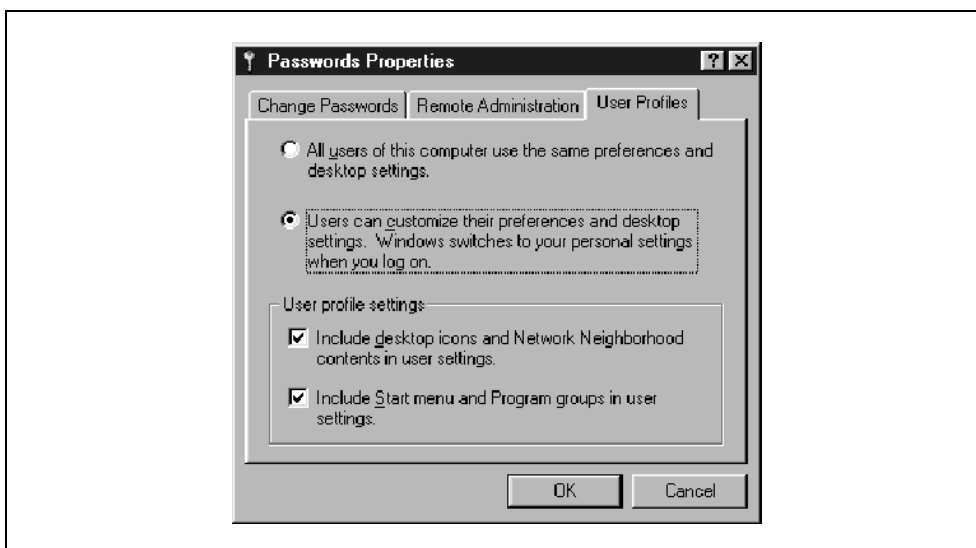 Passwords Properties
Change Passwords
Remote Administration
User Profiles
All users of this computer use the same preferences and
desktop settings.
Users can customize their preferences and desktop
settings. Windows switches to your personal settings
when you log on.
User profile settings
Include desktop icons and Network Neighborhood
contents in user settings.
Include Start menu and Program groups in user
settings.
OK
Cancel